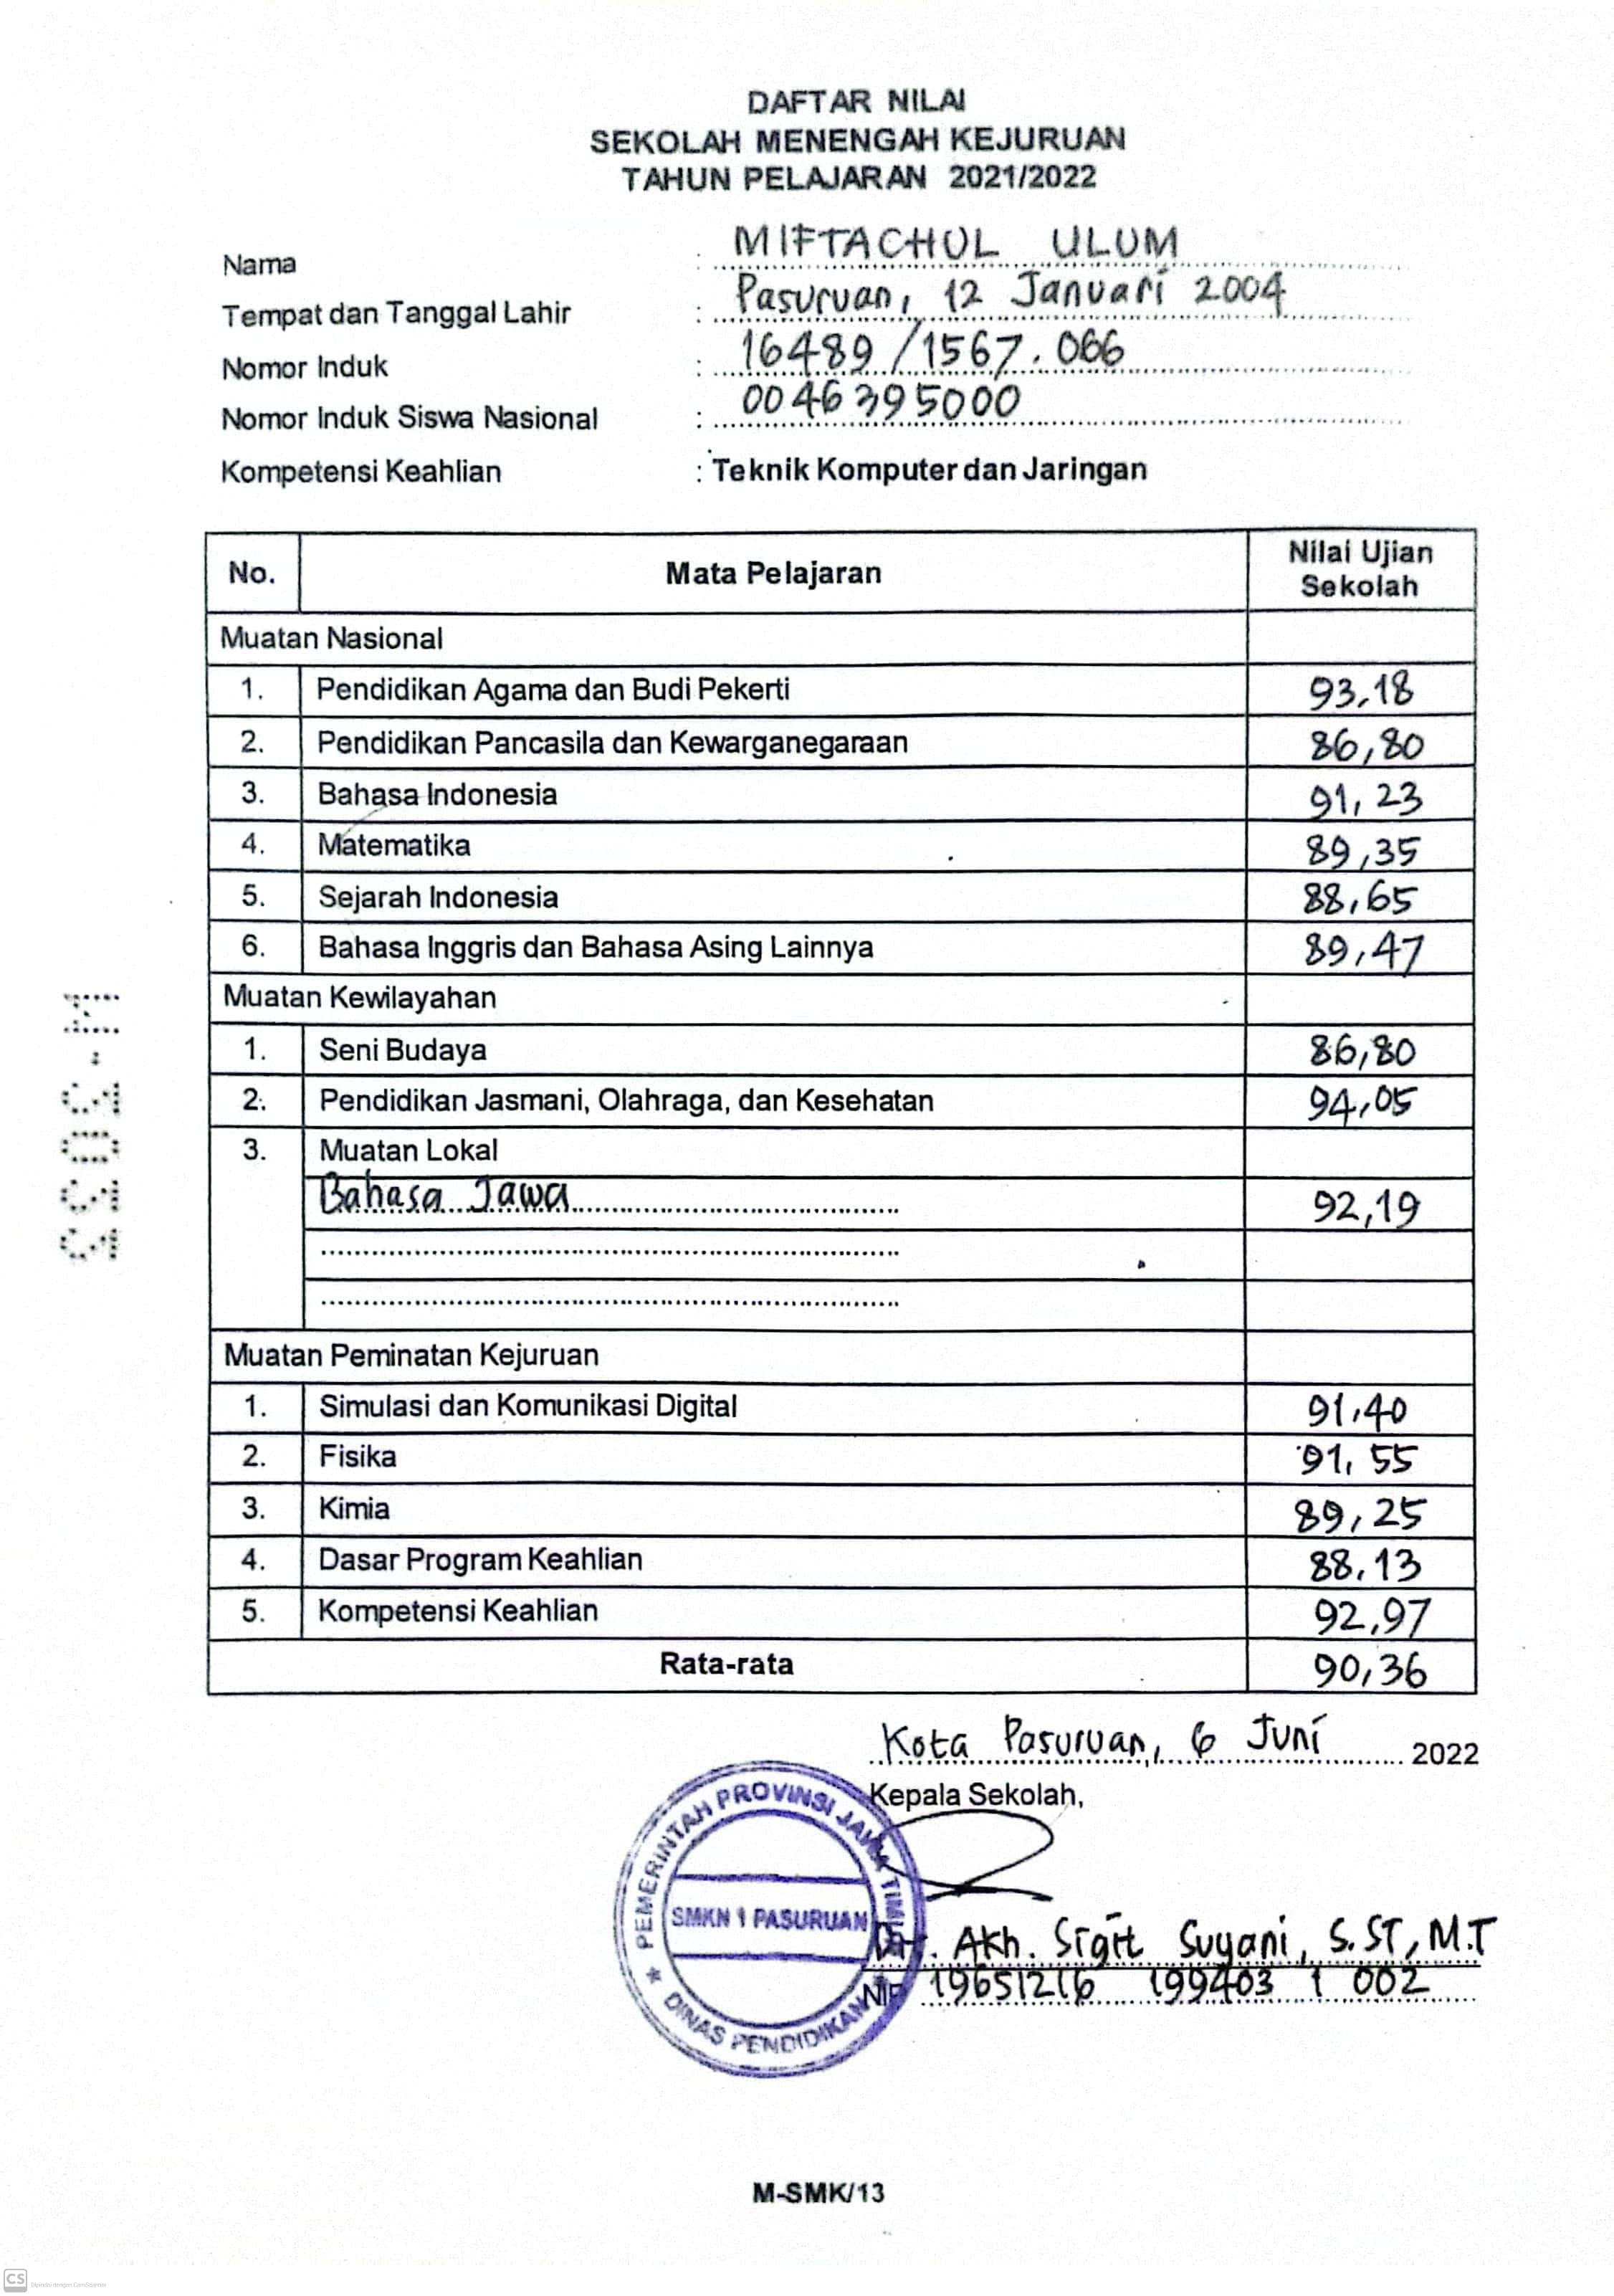 DAFTAR NILAI
SEKOLAH MENENGAH KEJURUAN
TAHUN PELAJARAN 2021/2022
Nama : MIFTACHUL ULUM
Tempat dan Tanggal Lahir : Pasuruan, 12 Januari 2004
Nomor Induk : 16489/1567.066
Nomor Induk Siswa Nasional : 0046395000
Kompetensi Keahlian : Teknik Komputer dan Jaringan
No. Mata Pelajaran Nilai Ujian Sekolah
Muatan Nasional
1. Pendidikan Agama dan Budi Pekerti 93,18
2. Pendidikan Pancasila dan Kewarganegaraan 86,80
3. Bahasa Indonesia 91,23
4. Matematika 89,35
5. Sejarah Indonesia 88,65
6. Bahasa Inggris dan Bahasa Asing Lainnya 89,47
Muatan Kewilayahan
1. Seni Budaya 86,80
2. Pendidikan Jasmani, Olahraga, dan Kesehatan 94,05
3. Muatan Lokal
Bahasa Jawa 92,19
Muatan Peminatan Kejuruan
1. Simulasi dan Komunikasi Digital 91,40
2. Fisika 91,55
3. Kimia 89,25
4. Dasar Program Keahlian 88,13
5. Kompetensi Keahlian 92,97
Rata-rata 90,36
Kota Pasuruan, 6 Juni 2022
Kepala Sekolah,
PEMERINTAH PROVINSI JAWA TIMUR
SMKN 1 PASURUAN
DINAS PENDIDIKAN
Dr. Akh. Sigit Suyani, S.ST, M.T
NIP 19651216 199403 1 002
M-SMK/13
CS Dipindai dengan CamScanner